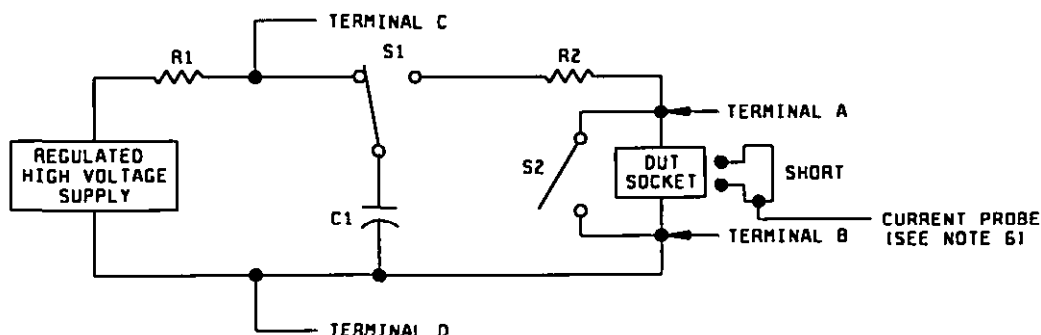 TERMINAL C
S1
R1
R2
TERMINAL A
REGULATED
HIGH VOLTAGE
SUPPLY
S2
DUT
SOCKET
SHORT
C1
CURRENT PROBE
(SEE NOTE 6)
TERMINAL B
TERMINAL D